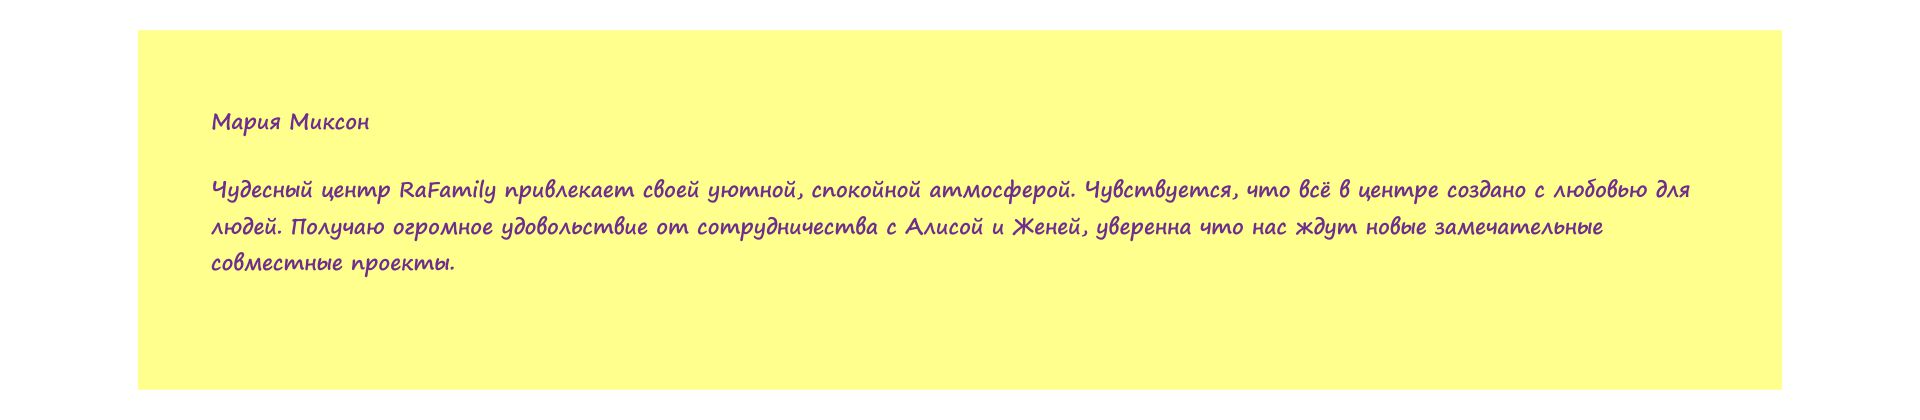 Мария Миксон
Чудесный центр RaFamily привлекает своей уютной, спокойной атмосферой. Чувствуется, что всё в центре создано с любовью для
людей. Получаю огромное удовольствие от сотрудничества с Алисой и Женей, уверенна что нас ждут новые замечательные
совместные проекты.